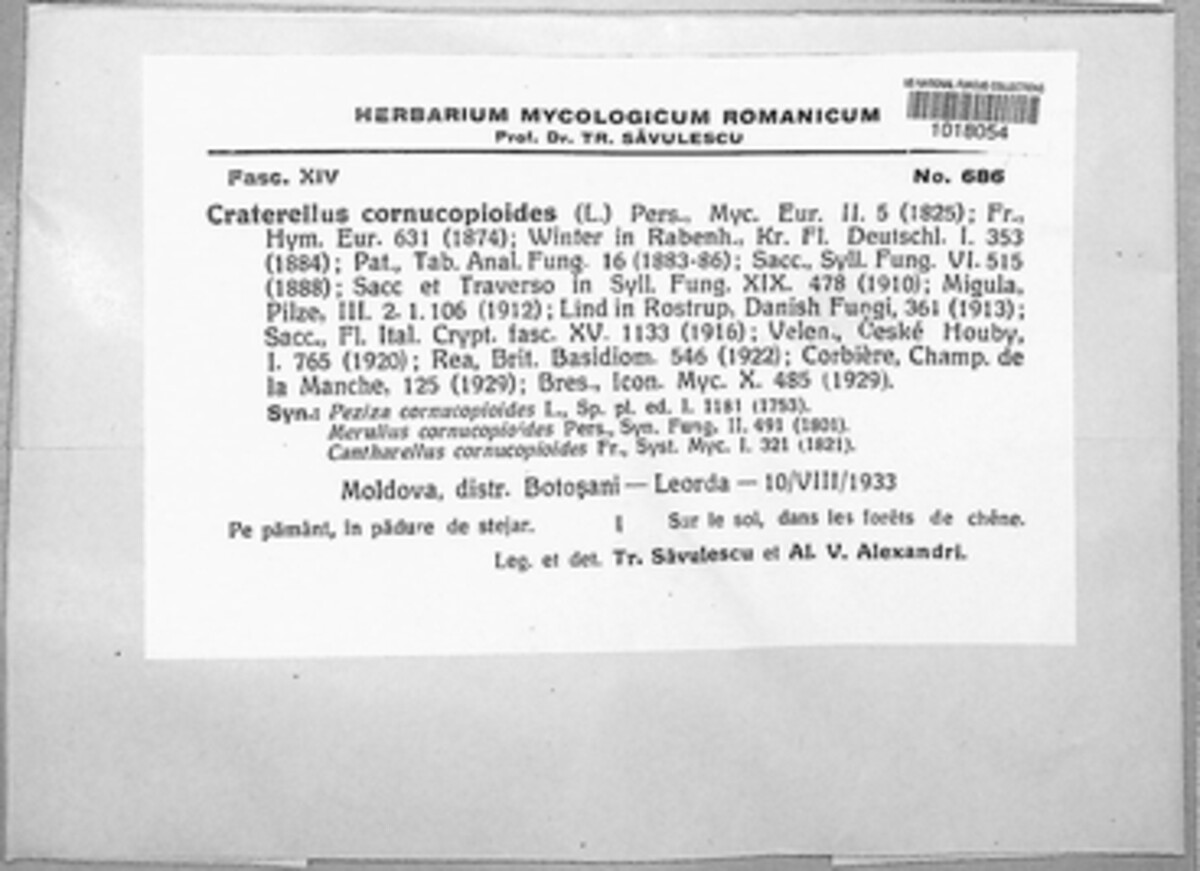 US NATIONAL FUNGUS COLLECTIONS
1018054
HERBARIUM MYCOLOGICUM ROMANICUM
Prof. Dr. TR. SĂVULESCU
Fasc. XIV No. 686
Craterellus cornucopioides (L.) Pers., Myc. Eur. II. 5 (1825); Fr.,
Hym. Eur. 631 (1874); Winter in Rabenh., Kr. Fl. Deutschl. I. 353
(1884); Pat., Tab. Anal. Fung. 16 (1883-86); Sacc., Syll. Fung. VI. 515
(1888); Sacc et Traverso in Syll. Fung. XIX. 478 (1910); Migula,
Pilze, III. 2. 1. 106 (1912); Lind in Rostrup, Danish Fungi, 361 (1913);
Sacc., Fl. Ital. Crypt. fasc. XV. 1133 (1916); Velen., České Houby,
I. 765 (1920); Rea, Brit. Basidiom. 546 (1922); Corbière, Champ. de
la Manche, 125 (1929); Bres., Icon. Myc. X. 485 (1929).
Syn.: Peziza cornucopioides L., Sp. pl. ed. I. 1181 (1753).
Merulius cornucopioides Pers., Syn. Fung. II. 491 (1801).
Cantharellus cornucopioides Fr., Syst. Myc. I. 321 (1821).
Moldova, distr. Botoşani — Leorda — 10/VIII/1933
Pe pământ, în pădure de stejar. | Sur le sol, dans les forêts de chêne.
Leg. et det. Tr. Săvulescu et Al. V. Alexandri.